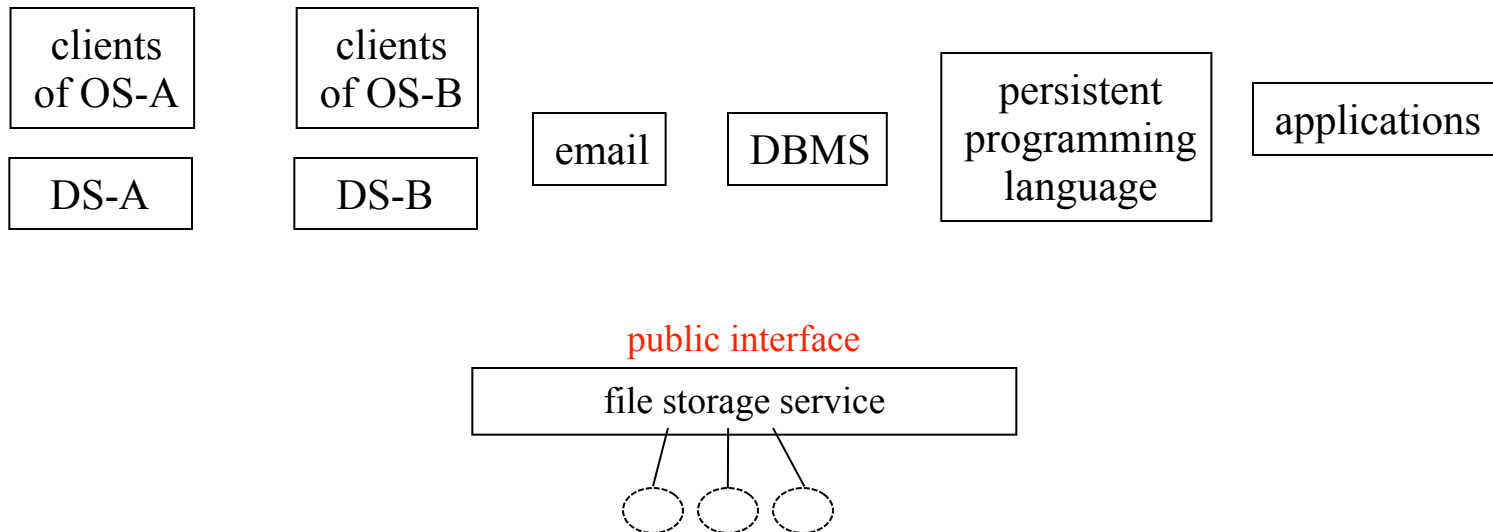 clients
of OS-A
clients
of OS-B
email
DBMS
persistent
programming
language
applications
DS-A
DS-B
public interface
file storage service